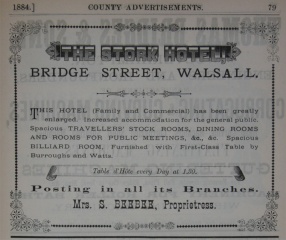 1884.] COUNTY ADVERTISEMENTS. 79
THE STORK HOTEL,
BRIDGE STREET, WALSALL.
THIS HOTEL (Family and Commercial) has been greatly
enlarged. Increased accommodation for the general public.
Spacious TRAVELLERS' STOCK ROOMS, DINING ROOMS
AND ROOMS FOR PUBLIC MEETINGS, &c., &c. Spacious
BILLIARD ROOM, Furnished with First-Class Table by
Burroughs and Watts.
Table d'Hôte every Day at 1.30.
Posting in all its Branches.
Mrs. S. BEEBEE, Proprietress.